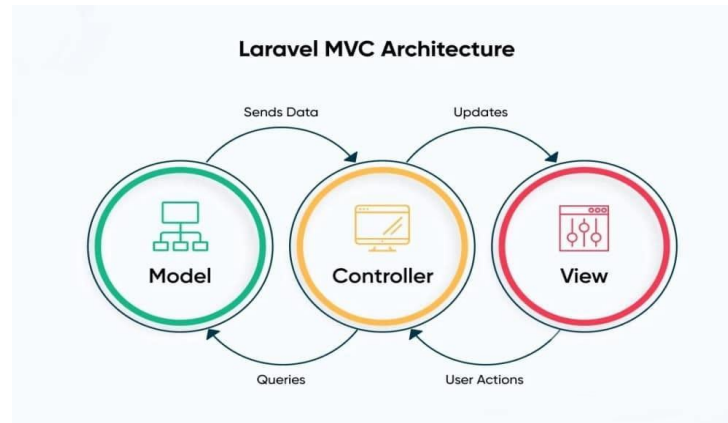 Laravel MVC Architecture
Sends Data
Updates
Model
Controller
View
Queries
User Actions